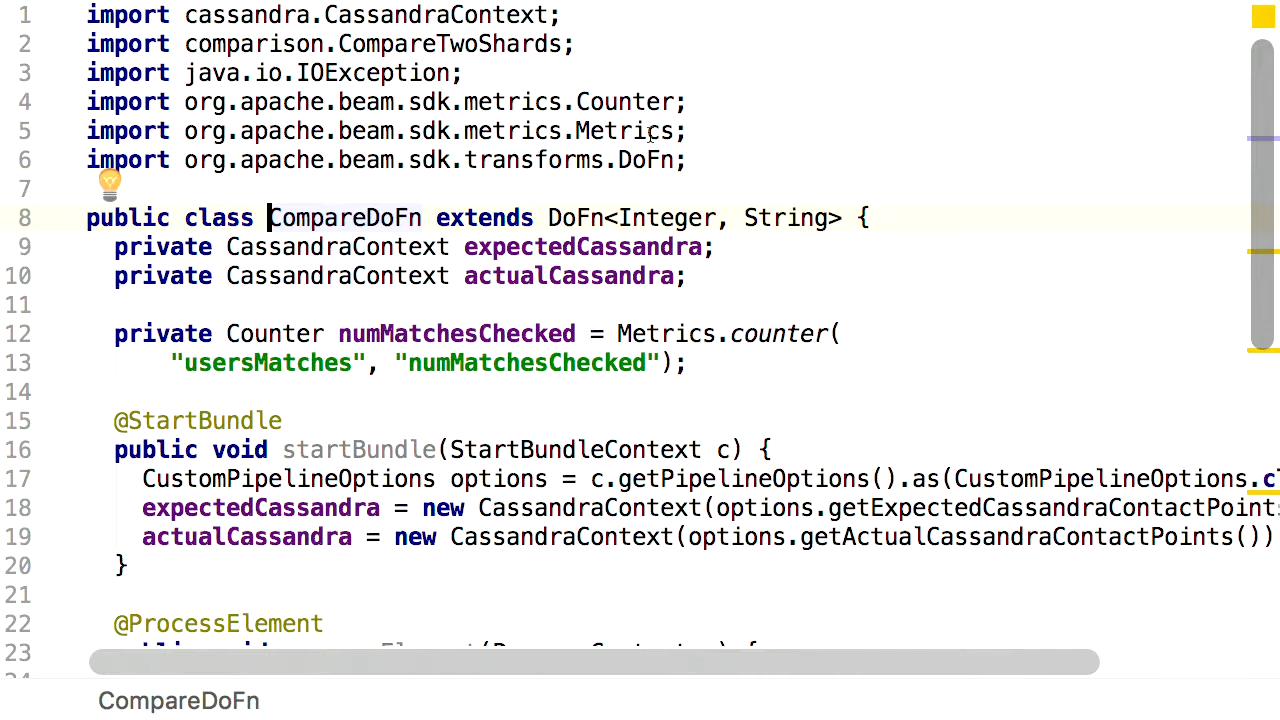 1 import cassandra.CassandraContext;
2 import comparison.CompareTwoShards;
3 import java.io.IOException;
4 import org.apache.beam.sdk.metrics.Counter;
5 import org.apache.beam.sdk.metrics.Metrics;
6 import org.apache.beam.sdk.transforms.DoFn;
7
8 public class CompareDoFn extends DoFn<Integer, String> {
9 private CassandraContext expectedCassandra;
10 private CassandraContext actualCassandra;
11
12 private Counter numMatchesChecked = Metrics.counter(
13 "usersMatches", "numMatchesChecked");
14
15 @StartBundle
16 public void startBundle(StartBundleContext c) {
17 CustomPipelineOptions options = c.getPipelineOptions().as(CustomPipelineOptions.cl
18 expectedCassandra = new CassandraContext(options.getExpectedCassandraContactPoints
19 actualCassandra = new CassandraContext(options.getActualCassandraContactPoints())
20 }
21
22 @ProcessElement
23
CompareDoFn